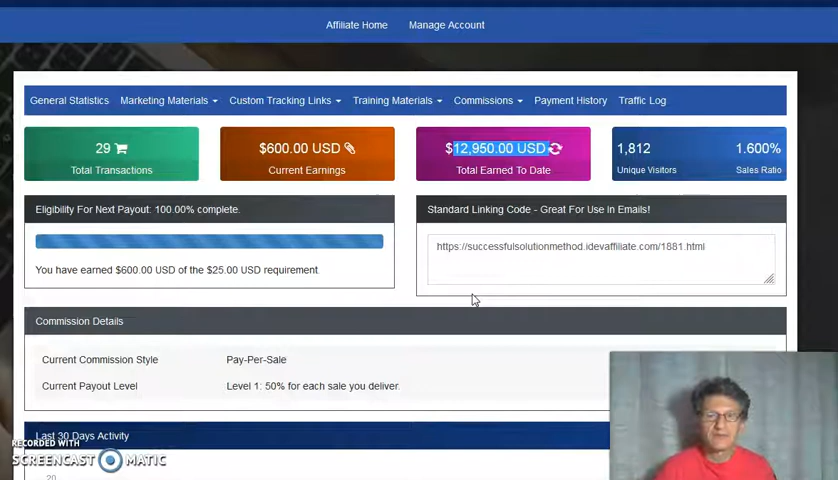 Affiliate Home Manage Account
General Statistics Marketing Materials Custom Tracking Links Training Materials Commissions Payment History Traffic Log
29 $600.00 USD $12,950.00 USD 1,812 1.600%
Total Transactions Current Earnings Total Earned To Date Unique Visitors Sales Ratio
Eligibility For Next Payout: 100.00% complete. Standard Linking Code - Great For Use In Emails!
https://successfulsolutionmethod.idevaffiliate.com/1881.html
You have earned $600.00 USD of the $25.00 USD requirement.
Commission Details
Current Commission Style Pay-Per-Sale
Current Payout Level Level 1: 50% for each sale you deliver.
Last 30 Days Activity
RECORDED WITH
SCREENCAST MATIC
20